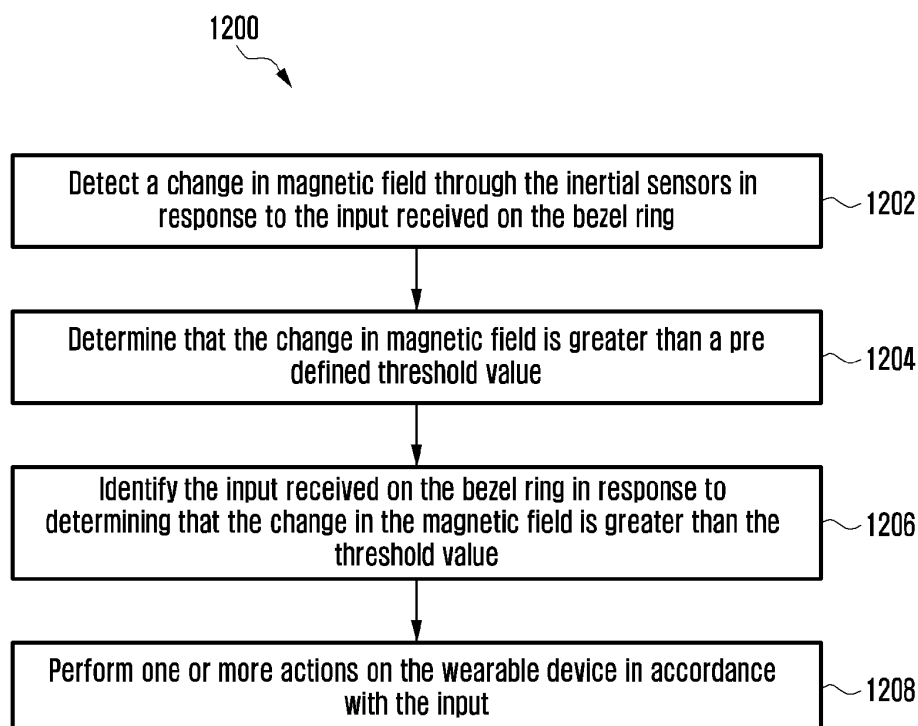 1200
Detect a change in magnetic field through the inertial sensors in
response to the input received on the bezel ring
1202
Determine that the change in magnetic field is greater than a pre
defined threshold value
1204
Identify the input received on the bezel ring in response to
determining that the change in the magnetic field is greater than the
threshold value
1206
Perform one or more actions on the wearable device in accordance
with the input
1208